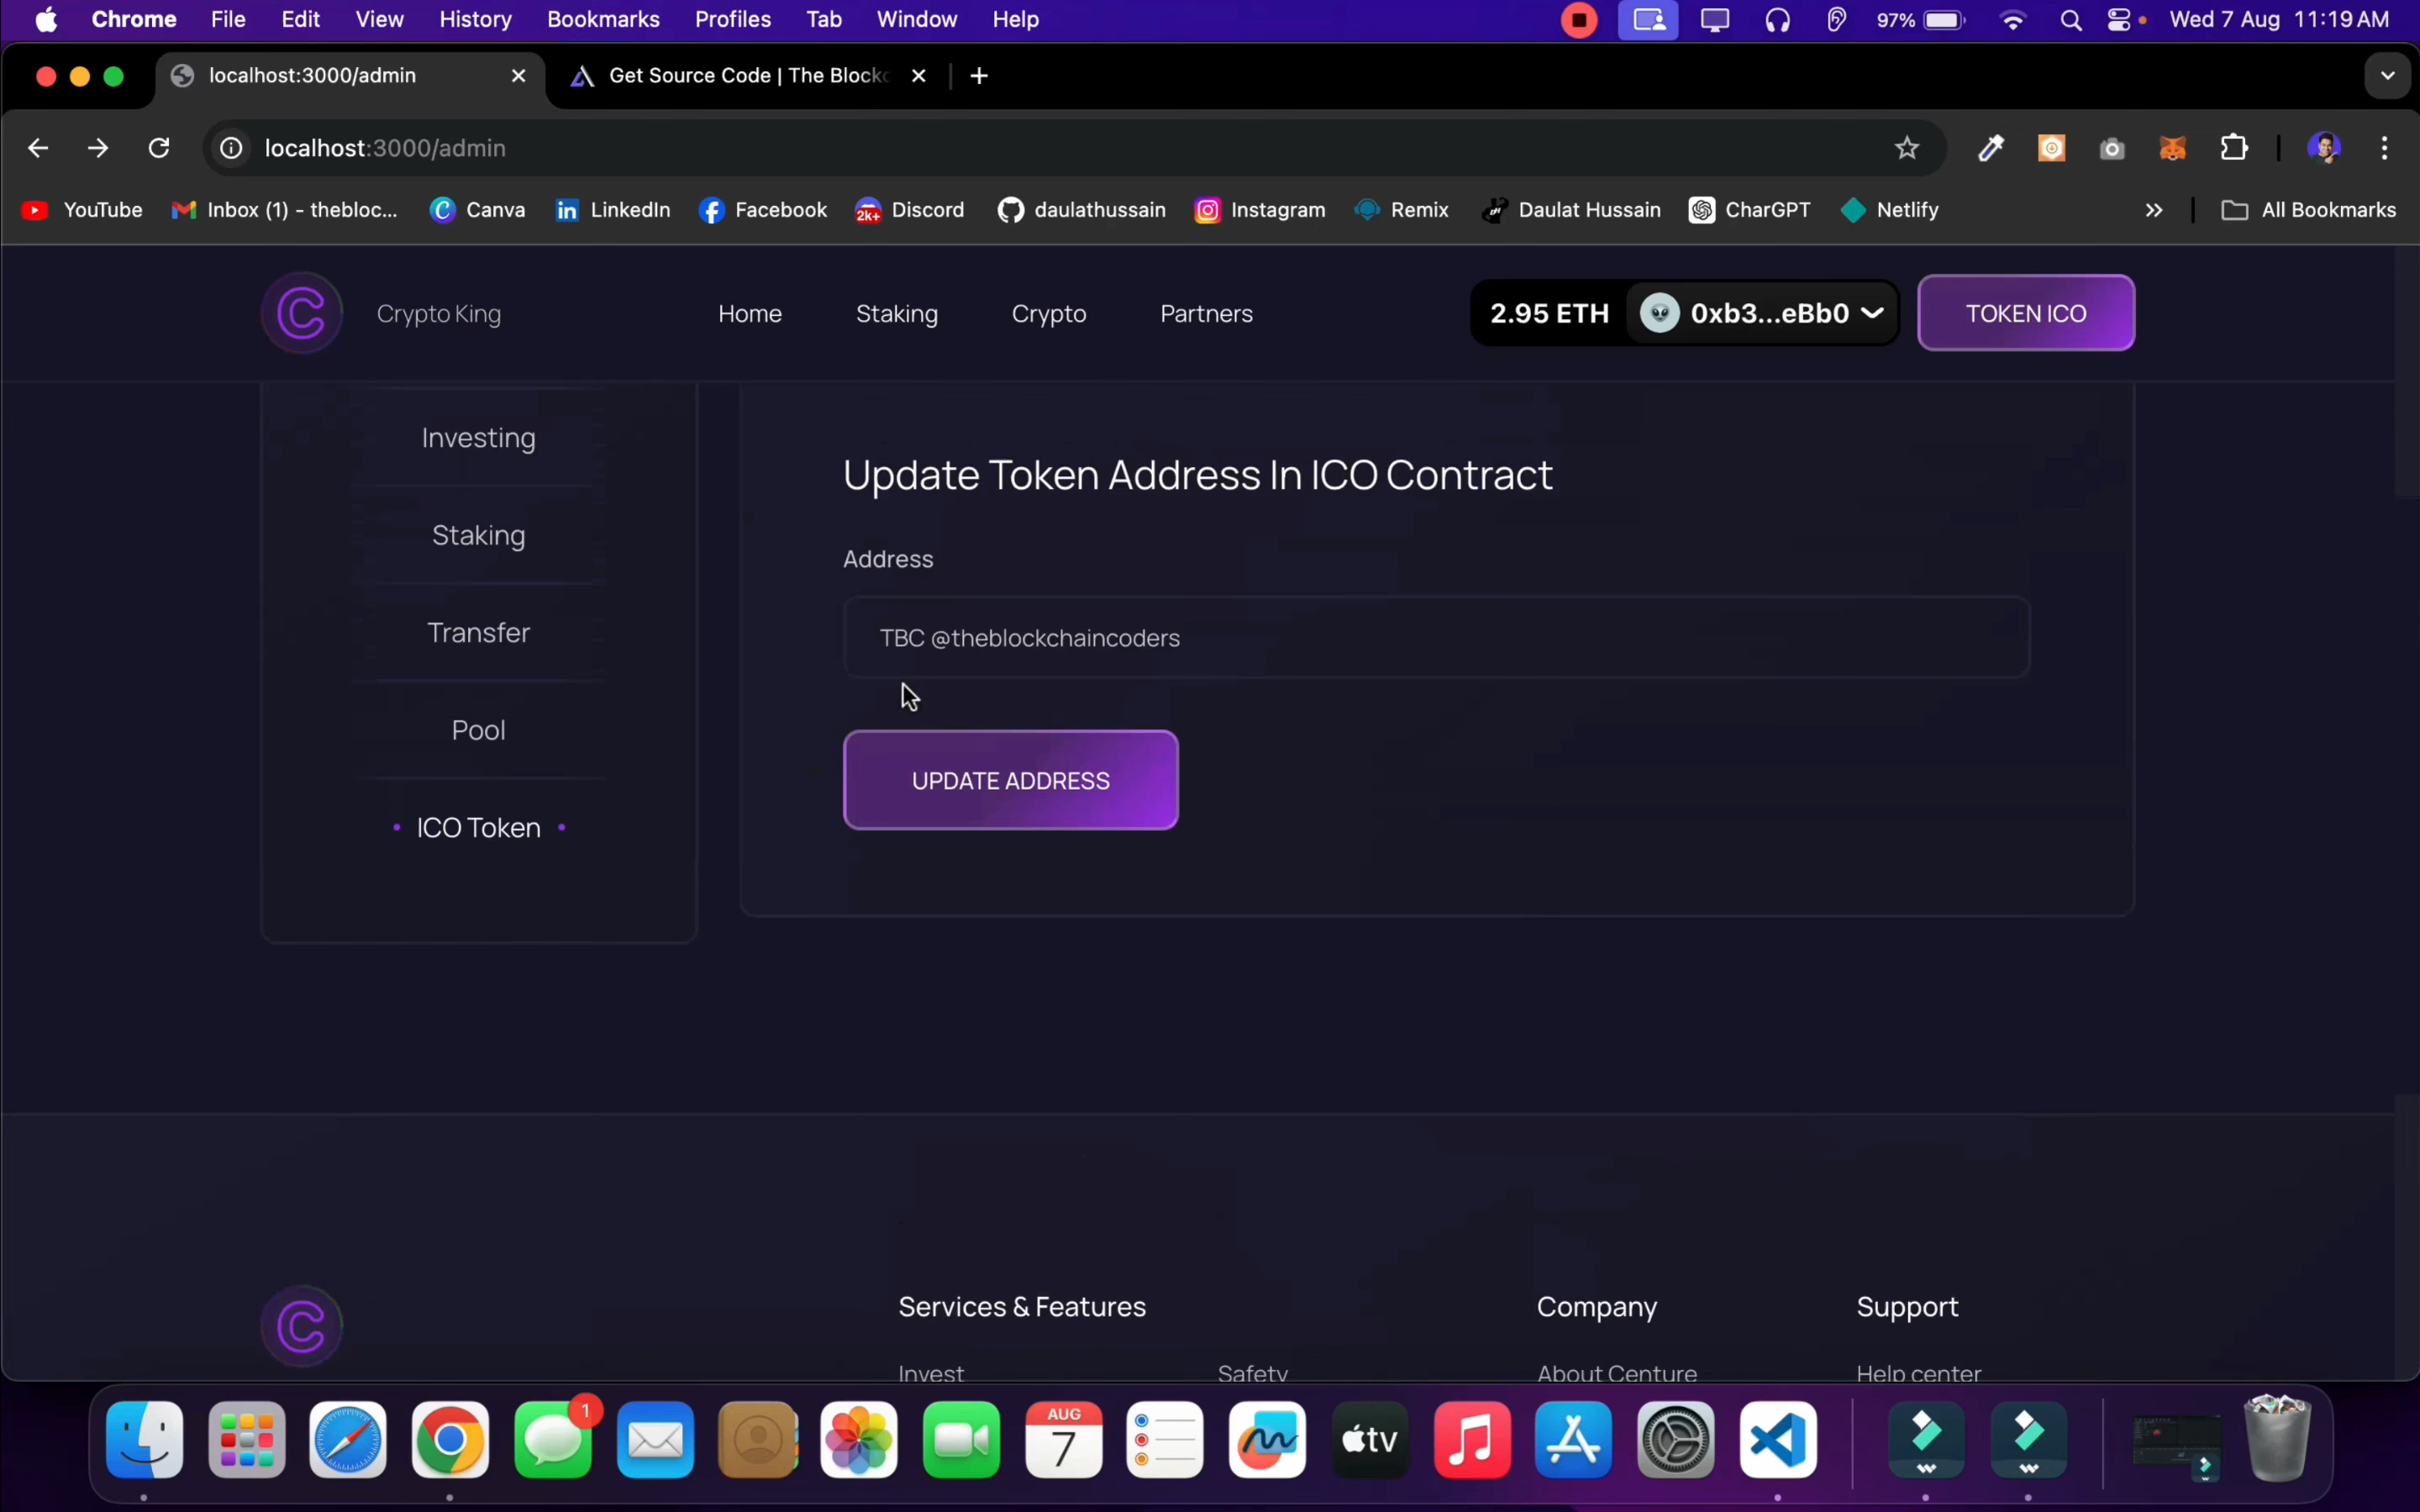 Chrome File Edit View History Bookmarks Profiles Tab Window Help 97% Wed 7 Aug 11:19 AM
localhost:3000/admin Get Source Code | The Blockc
localhost:3000/admin
YouTube Inbox (1) - thebloc... Canva LinkedIn Facebook 2k+ Discord daulathussain Instagram Remix Daulat Hussain CharGPT Netlify » All Bookmarks
Crypto King Home Staking Crypto Partners 2.95 ETH 0xb3...eBb0 TOKEN ICO
Investing
Staking
Transfer
Pool
• ICO Token •
Update Token Address In ICO Contract
Address
TBC @theblockchaincoders
UPDATE ADDRESS
Services & Features Company Support
Invest Safety About Centure Help center
1 AUG tv
7